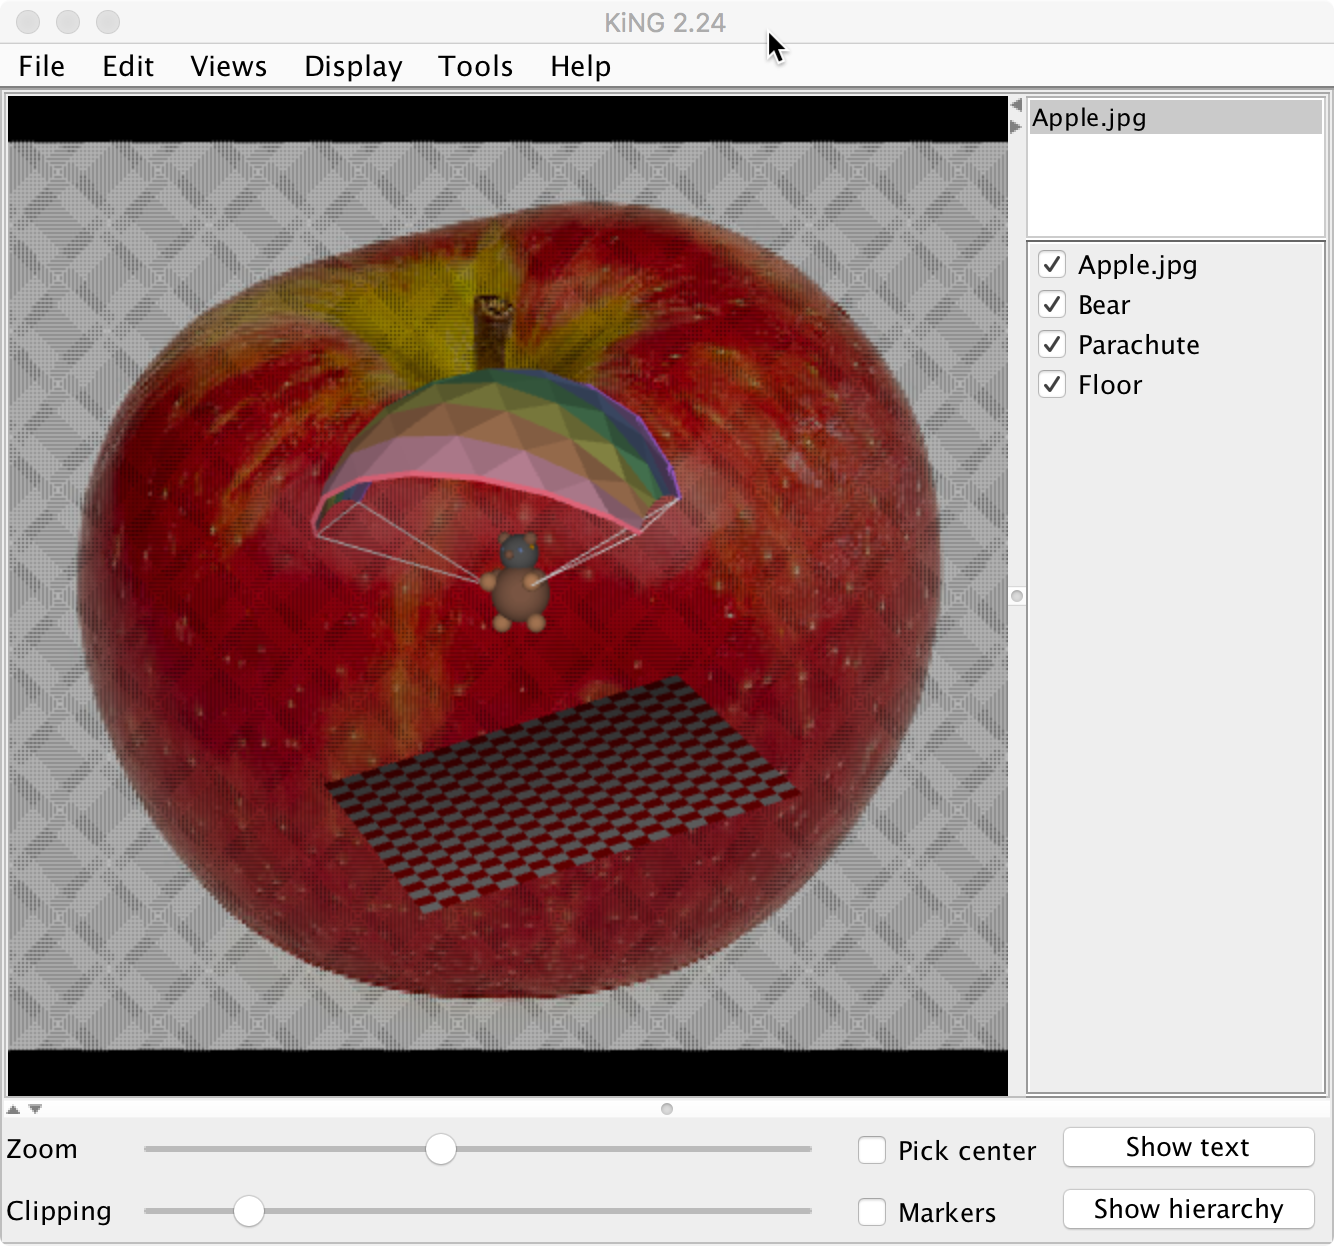 KiNG 2.24
File Edit Views Display Tools Help
Apple.jpg
Apple.jpg
Bear
Parachute
Floor
Zoom
Pick center
Show text
Clipping
Markers
Show hierarchy